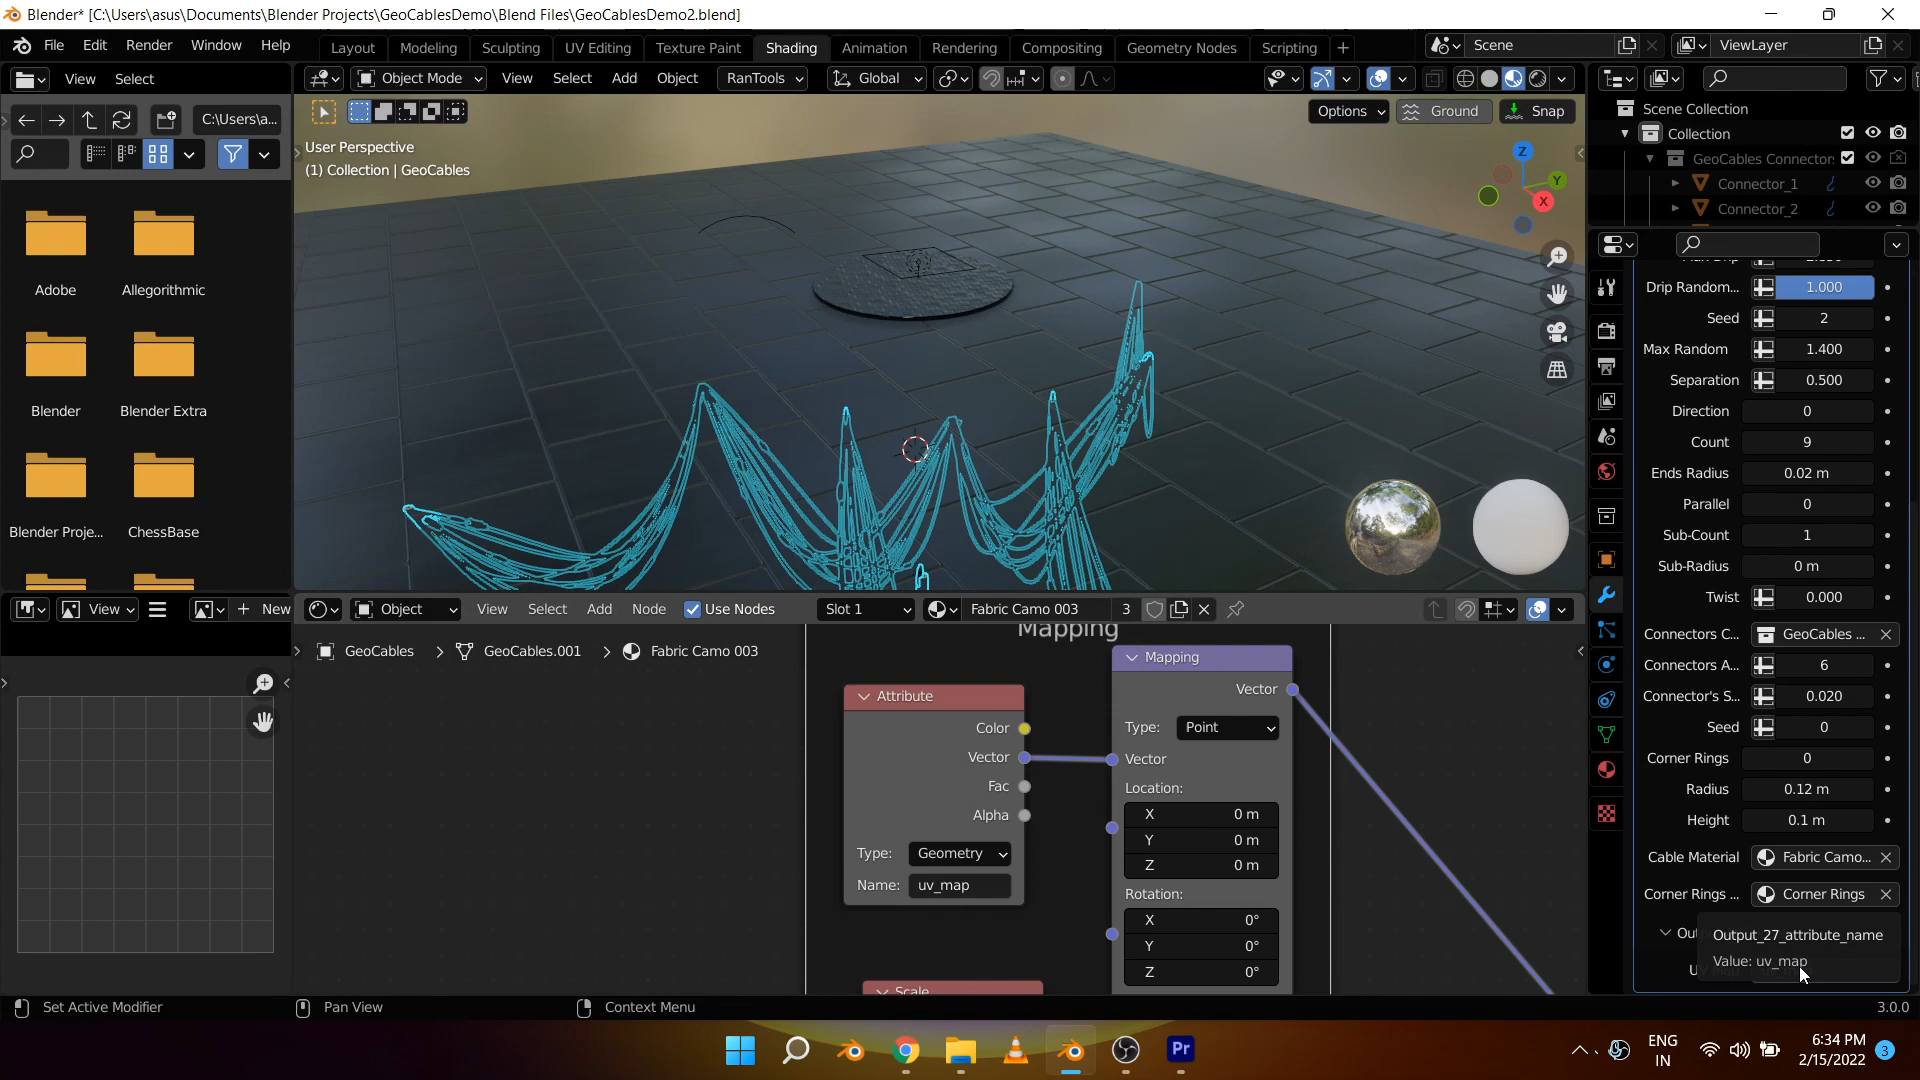 Blender* [C:\Users\asus\Documents\Blender Projects\GeoCablesDemo\Blend Files\GeoCablesDemo2.blend]
File Edit Render Window Help
Layout Modeling Sculpting UV Editing Texture Paint Shading Animation Rendering Compositing Geometry Nodes Scripting +
Scene
ViewLayer
View Select
Object Mode View Select Add Object RanTools Global
C:\Users\a...
Options Ground Snap
User Perspective
(1) Collection | GeoCables
Z
Y
X
Scene Collection
Collection
GeoCables Connector
Connector_1
Connector_2
Adobe
Allegorithmic
Blender
Blender Extra
Blender Proje...
ChessBase
Drip Random... 1.000
Seed 2
Max Random 1.400
Separation 0.500
Direction 0
Count 9
Ends Radius 0.02 m
Parallel 0
Sub-Count 1
Sub-Radius 0 m
Twist 0.000
Connectors C... GeoCables ...
Connectors A... 6
Connector's S... 0.020
Seed 0
Corner Rings 0
Radius 0.12 m
Height 0.1 m
Cable Material Fabric Camo...
Corner Rings ... Corner Rings
Output_27_attribute_name
Value: uv_map
View
New
Object View Select Add Node Use Nodes Slot 1 Fabric Camo 003 3
GeoCables > GeoCables.001 > Fabric Camo 003
Mapping
Attribute
Color
Vector
Fac
Alpha
Type: Geometry
Name: uv_map
Scale
Mapping
Vector
Type: Point
Vector
Location:
X 0 m
Y 0 m
Z 0 m
Rotation:
X 0°
Y 0°
Z 0°
Set Active Modifier
Pan View
Context Menu
3.0.0
Pr
ENG
IN
6:34 PM
2/15/2022
3